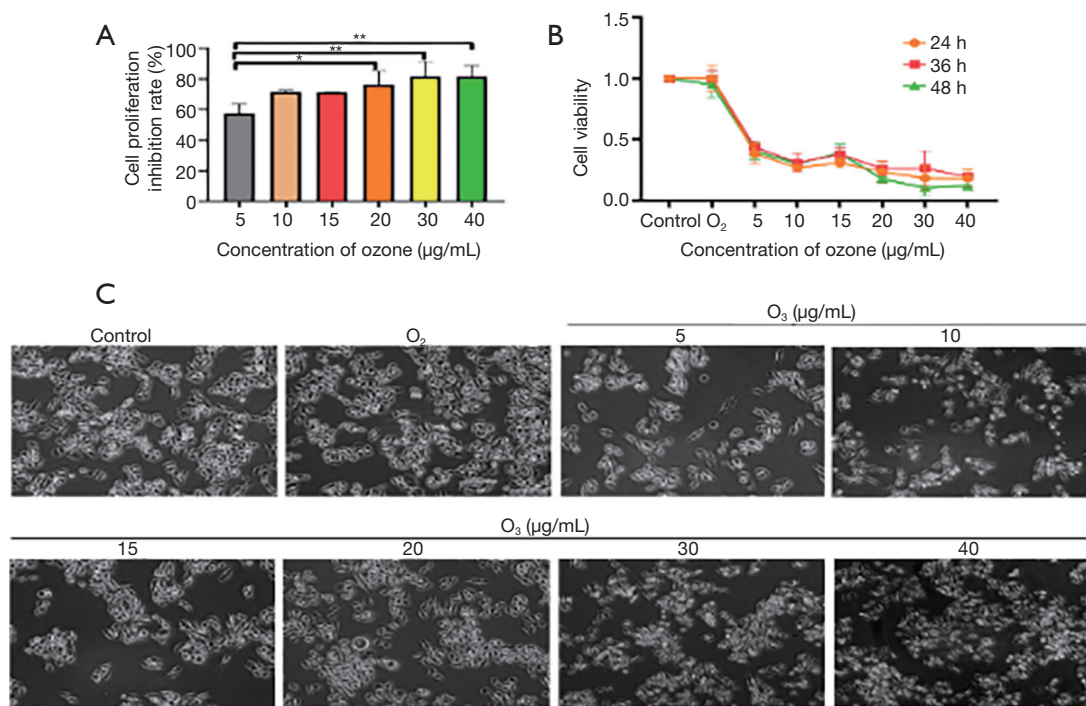 A
**
**
*
Cell proliferation
inhibition rate (%)
100
80
60
40
20
0
5 10 15 20 30 40
Concentration of ozone (μg/mL)
B
Cell viability
1.5
1.0
0.5
0.0
24 h
36 h
48 h
Control O₂ 5 10 15 20 30 40
Concentration of ozone (μg/mL)
C
O₃ (μg/mL)
Control O₂ 5 10
O₃ (μg/mL)
15 20 30 40